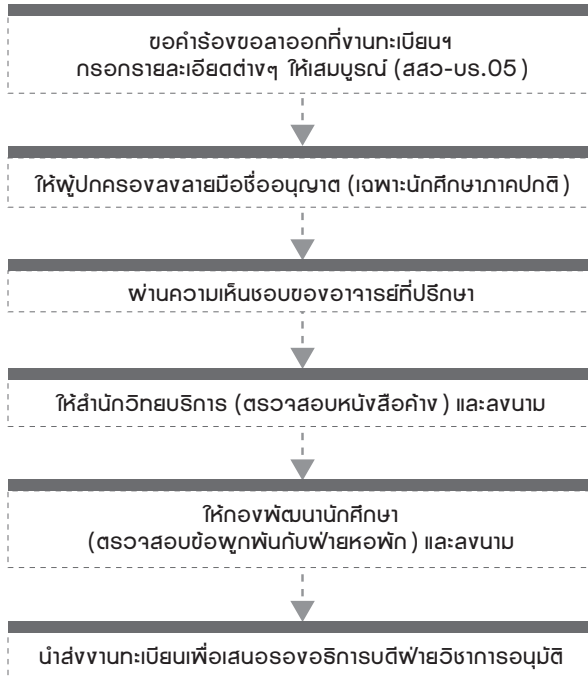 ขอคำร้องขอลาออกที่งานทะเบียนฯ
กรอกรายละเอียดต่างๆ ให้เสมบูรณ์ (สสว-บร.05)
ให้ผู้ปกครองลงลายมือชื่ออนุญาต (เฉพาะนักศึกษาภาคปกติ)
ผ่านความเห็นชอบของอาจารย์ที่ปรึกษา
ให้สำนักวิทยบริการ (ตรวจสอบหนังสือค้าง) และลงนาม
ให้กองพัฒนานักศึกษา
(ตรวจสอบข้อผูกพันกับฝ่ายหอพัก) และลงนาม
นำส่งงานทะเบียนเพื่อเสนอรองอธิการบดีฝ่ายวิชาการอนุมัติ